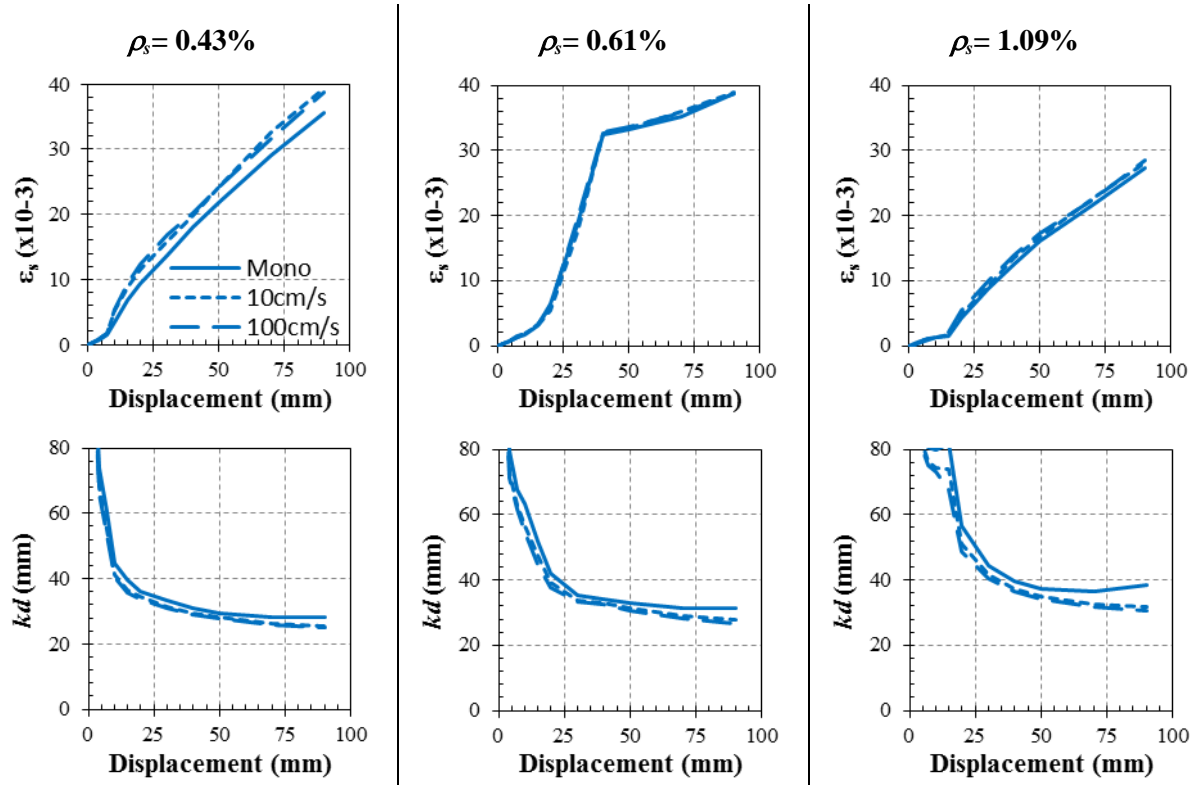 ρs= 0.43%
ρs= 0.61%
ρs= 1.09%
40
30
20
10
0
εs (x10-3)
Mono
10cm/s
100cm/s
0 25 50 75 100
Displacement (mm)
40
30
20
10
0
εs (x10-3)
0 25 50 75 100
Displacement (mm)
40
30
20
10
0
εs (x10-3)
0 25 50 75 100
Displacement (mm)
80
60
40
20
0
kd (mm)
0 25 50 75 100
Displacement (mm)
80
60
40
20
0
kd (mm)
0 25 50 75 100
Displacement (mm)
80
60
40
20
0
kd (mm)
0 25 50 75 100
Displacement (mm)